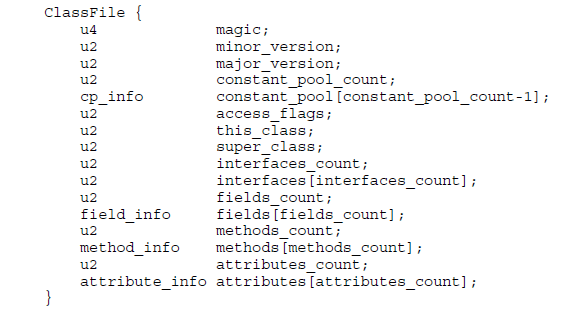 ClassFile {
u4 magic;
u2 minor_version;
u2 major_version;
u2 constant_pool_count;
cp_info constant_pool[constant_pool_count-1];
u2 access_flags;
u2 this_class;
u2 super_class;
u2 interfaces_count;
u2 interfaces[interfaces_count];
u2 fields_count;
field_info fields[fields_count];
u2 methods_count;
method_info methods[methods_count];
u2 attributes_count;
attribute_info attributes[attributes_count];
}